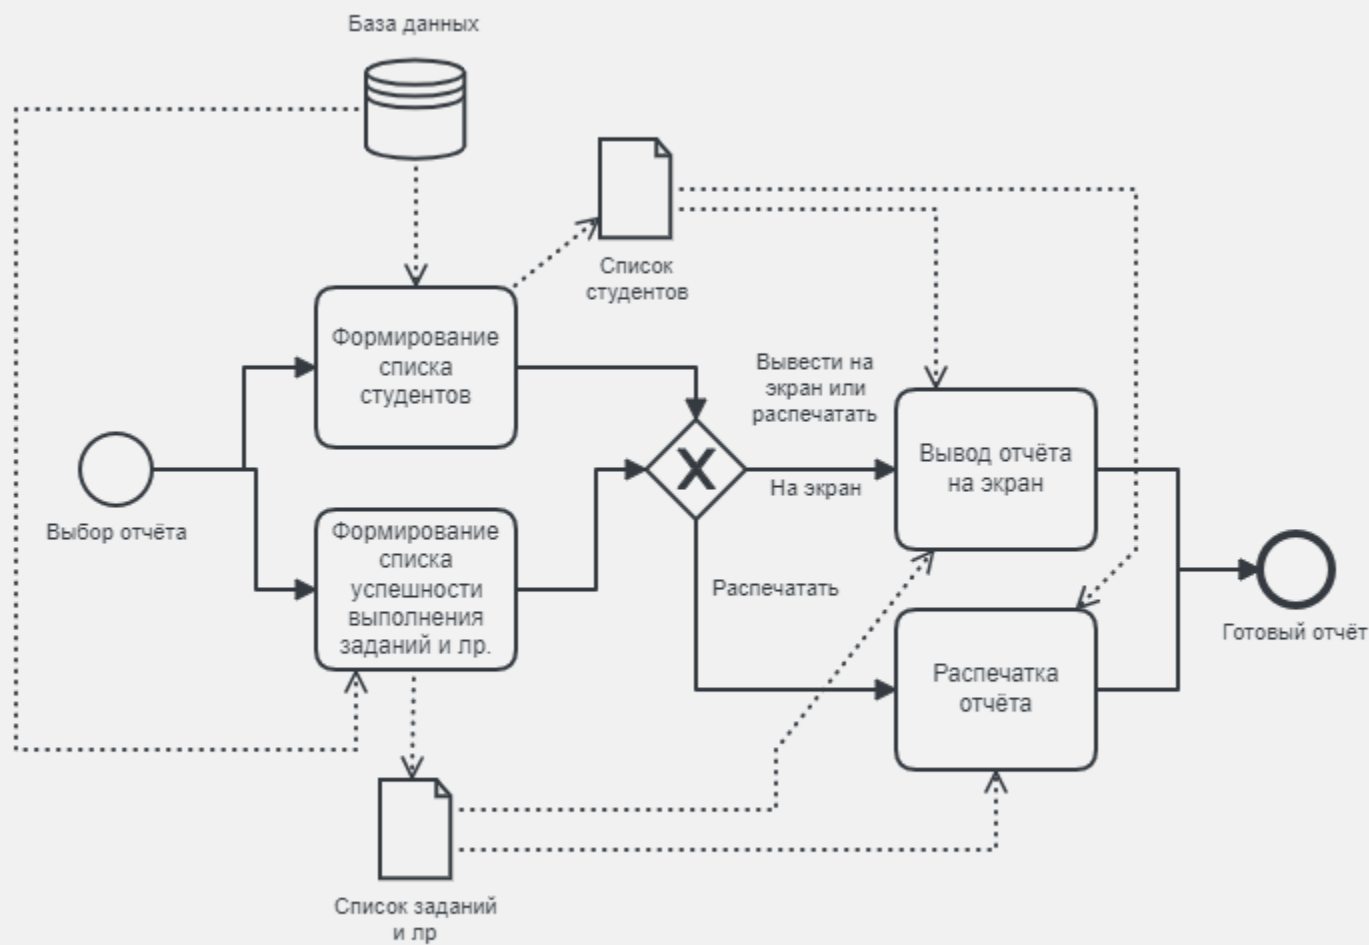 База данных
Список
студентов
Формирование
списка
студентов
Вывести на
экран или
распечатать
Вывод отчёта
на экран
На экран
Выбор отчёта
Формирование
списка
успешности
выполнения
заданий и лр.
Распечатать
Готовый отчёт
Распечатка
отчёта
Список заданий
и лр